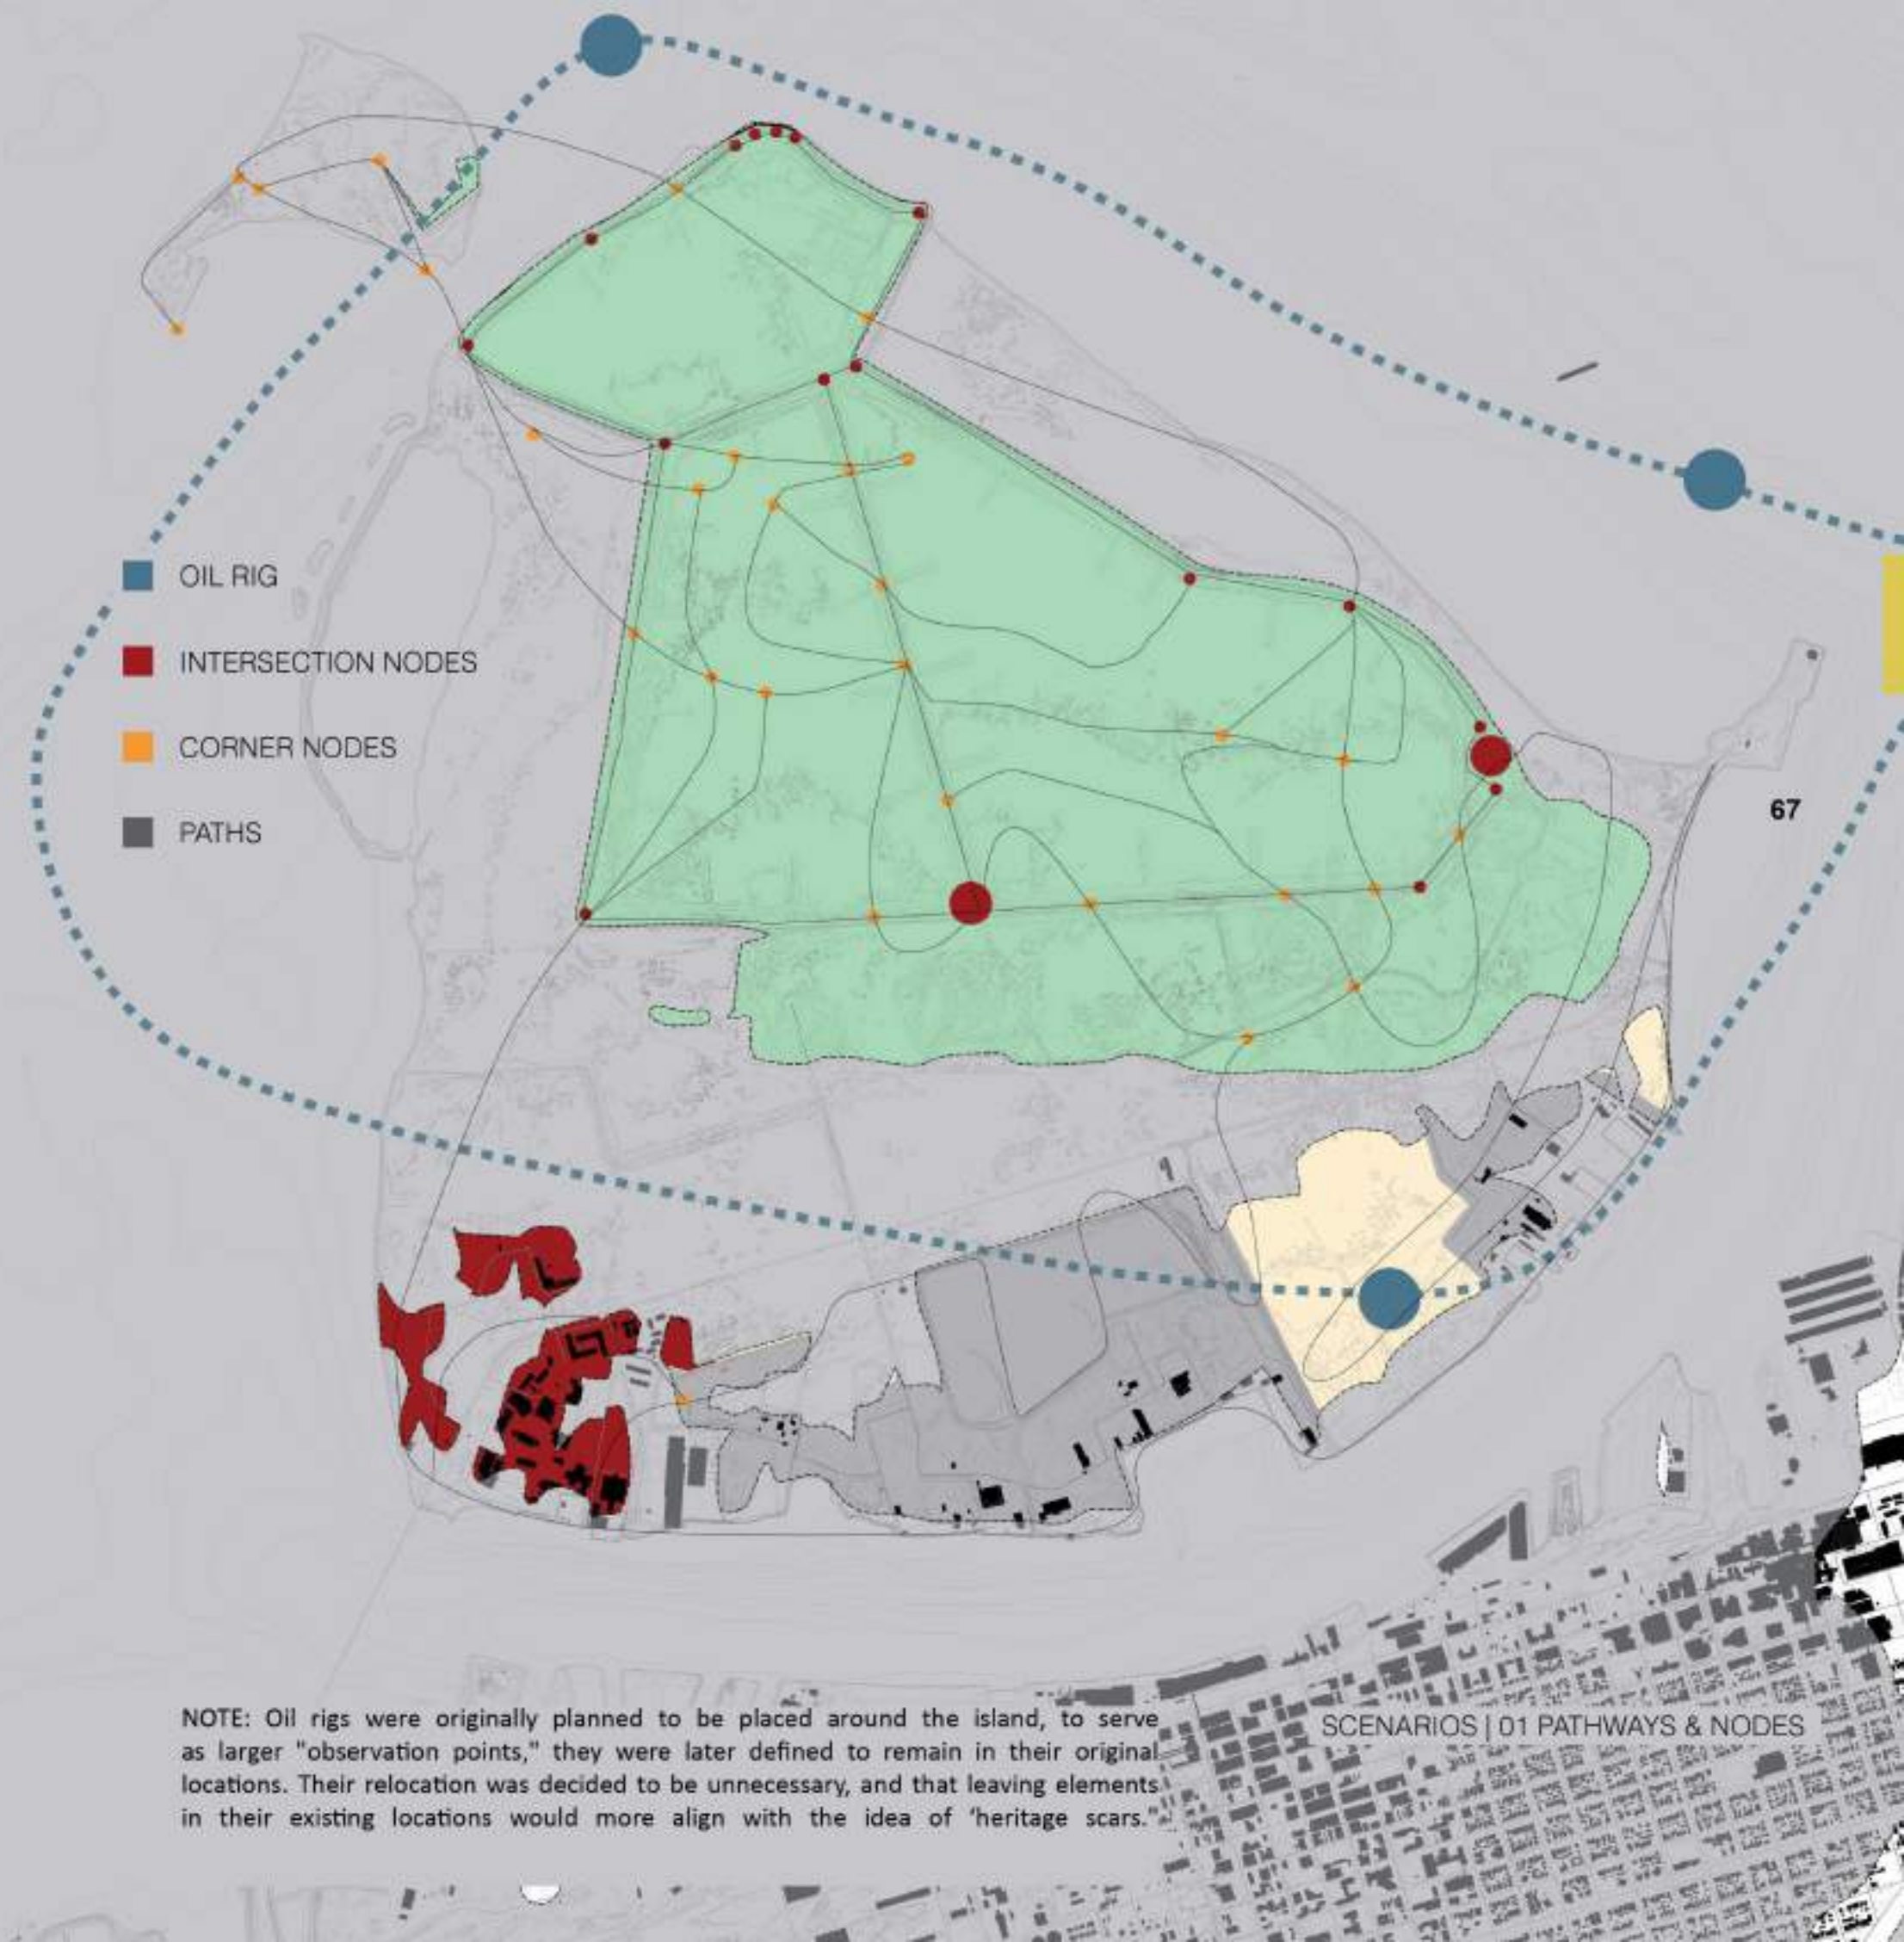 OIL RIG
INTERSECTION NODES
CORNER NODES
PATHS
67
NOTE: Oil rigs were originally planned to be placed around the island, to serve
as larger "observation points," they were later defined to remain in their original
locations. Their relocation was decided to be unnecessary, and that leaving elements
in their existing locations would more align with the idea of 'heritage scars."
SCENARIOS | 01 PATHWAYS & NODES